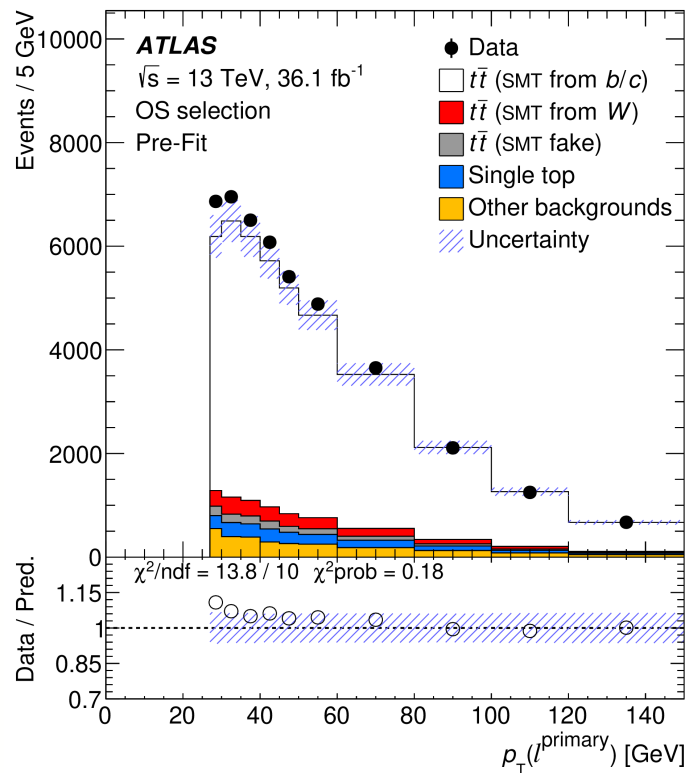 Events / 5 GeV
10000
8000
6000
4000
2000
0
ATLAS
√s = 13 TeV, 36.1 fb⁻¹
OS selection
Pre-Fit
Data
tt̄ (SMT from b/c)
tt̄ (SMT from W)
tt̄ (SMT fake)
Single top
Other backgrounds
Uncertainty
χ²/ndf = 13.8 / 10 χ²prob = 0.18
Data / Pred.
1.15
1
0.85
0.7
0 20 40 60 80 100 120 140
p_T(l^primary) [GeV]